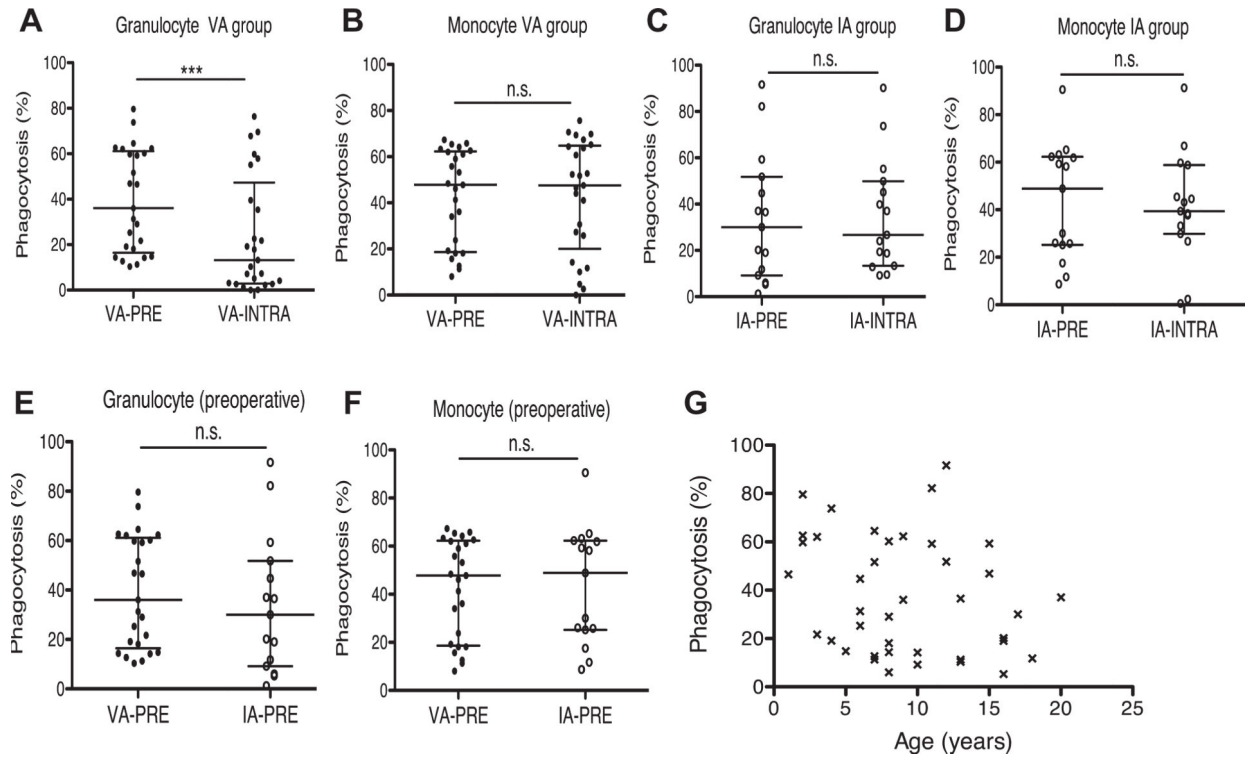 A
Granulocyte VA group
Phagocytosis (%)
100
80
60
40
20
0
***
VA-PRE
VA-INTRA
B
Monocyte VA group
Phagocytosis (%)
100
80
60
40
20
0
n.s.
VA-PRE
VA-INTRA
C
Granulocyte IA group
Phagocytosis (%)
100
80
60
40
20
0
n.s.
IA-PRE
IA-INTRA
D
Monocyte IA group
Phagocytosis (%)
100
80
60
40
20
0
n.s.
IA-PRE
IA-INTRA
E
Granulocyte (preoperative)
Phagocytosis (%)
100
80
60
40
20
0
n.s.
VA-PRE
IA-PRE
F
Monocyte (preoperative)
Phagocytosis (%)
100
80
60
40
20
0
n.s.
VA-PRE
IA-PRE
G
Phagocytosis (%)
100
80
60
40
20
0
0 5 10 15 20 25
Age (years)